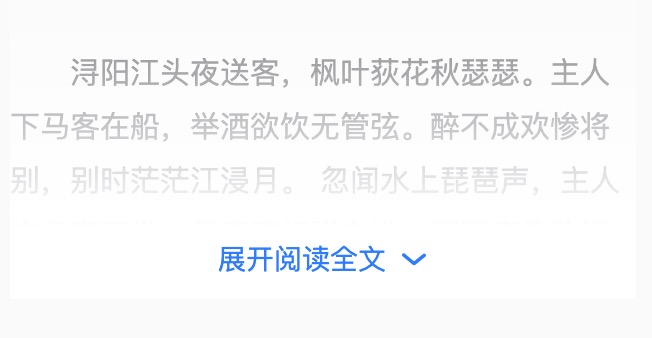 浔阳江头夜送客，枫叶荻花秋瑟瑟。主人
下马客在船，举酒欲饮无管弦。醉不成欢惨将
别，别时茫茫江浸月。 忽闻水上琵琶声，主人
展开阅读全文